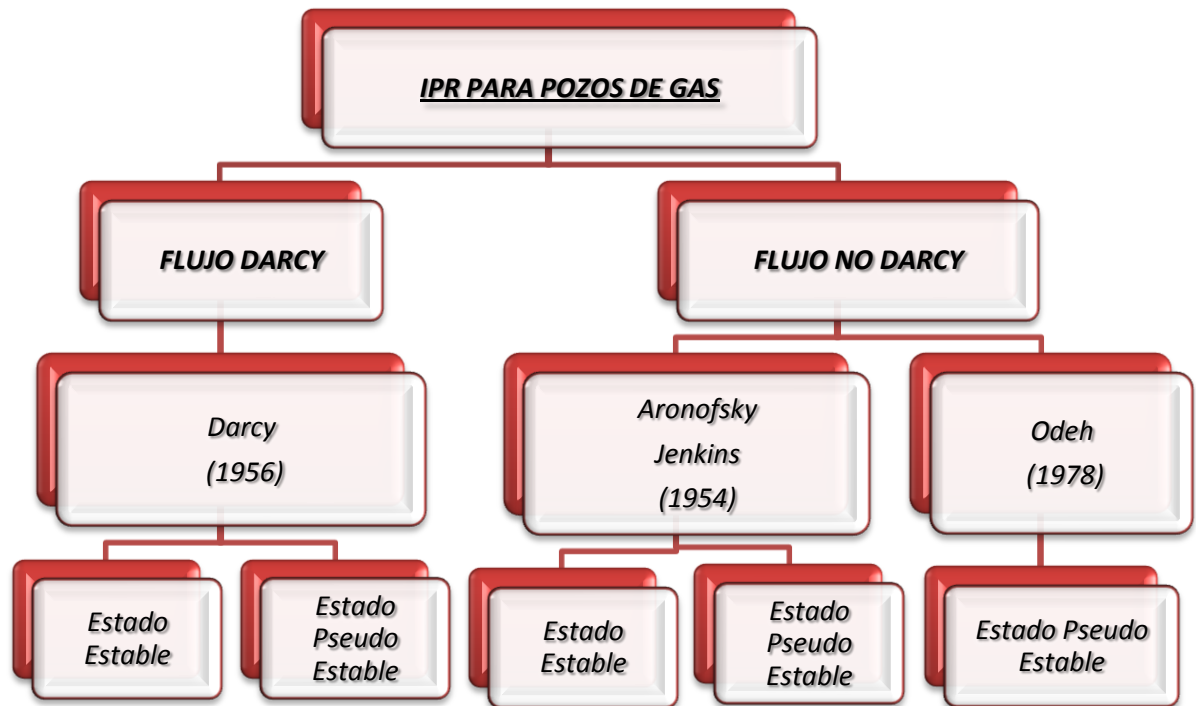 IPR PARA POZOS DE GAS
FLUJO DARCY
FLUJO NO DARCY
Darcy
(1956)
Aronofsky
Jenkins
(1954)
Odeh
(1978)
Estado
Estable
Estado
Pseudo
Estable
Estado
Estable
Estado
Pseudo
Estable
Estado Pseudo
Estable